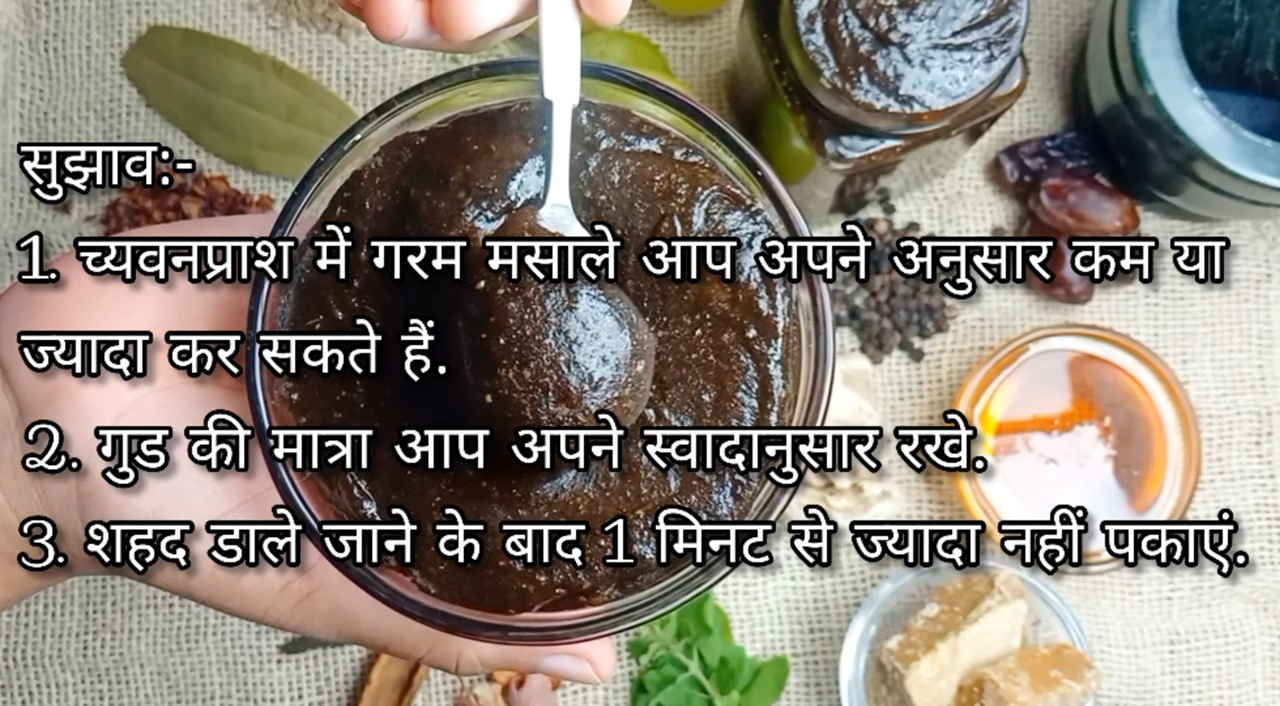 सुझाव:-
1. च्यवनप्राश में गरम मसाले आप अपने अनुसार कम या
ज्यादा कर सकते हैं.
2. गुड की मात्रा आप अपने स्वादानुसार रखे.
3. शहद डाले जाने के बाद 1 मिनट से ज्यादा नहीं पकाएं.